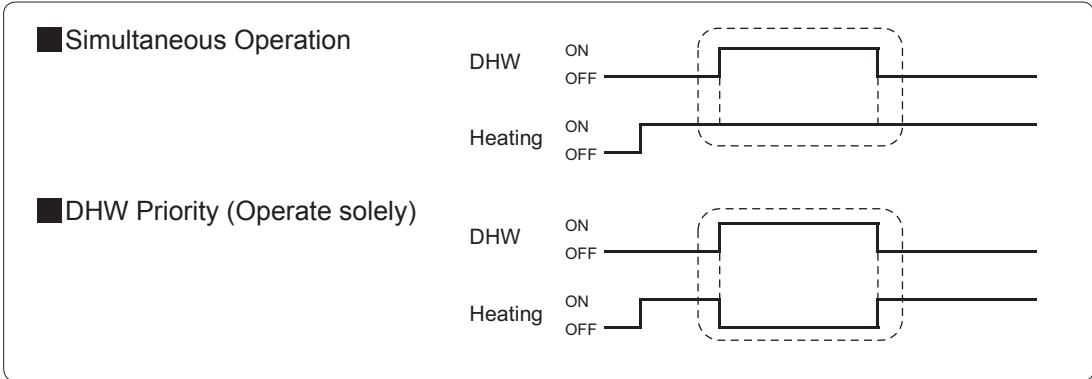 ■Simultaneous Operation
DHW
ON
OFF
Heating
ON
OFF
■DHW Priority (Operate solely)
DHW
ON
OFF
Heating
ON
OFF